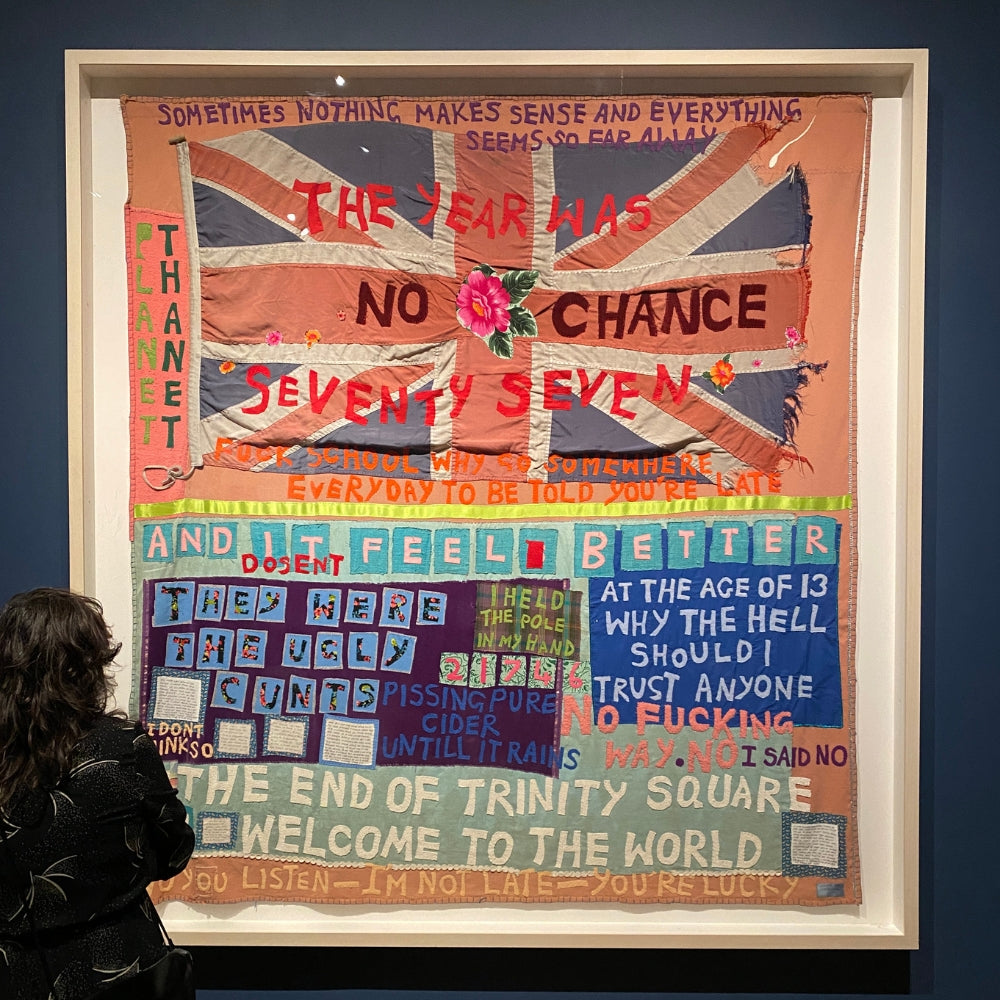 SOMETIMES NOTHING MAKES SENSE AND EVERYTHING
SEEMS SO FAR AWAY
THE YEAR WAS
NO CHANCE
SEVENTY SEVEN
PLANET
THANET
FUCK SCHOOL WHY GO SOMEWHERE
EVERYDAY TO BE TOLD YOU'RE LATE
AND IT FEEL BETTER
DOSENT
THEY WERE
THE UGLY
CUNTS
I HELD
THE POLE
IN MY HAND
21744
PISSING PURE
CIDER
UNTILL IT RAINS
I DONT
SO
AT THE AGE OF 13
WHY THE HELL
SHOULD I
TRUST ANYONE
NO FUCKING
WAY. NO I SAID NO
THE END OF TRINITY SQUARE
WELCOME TO THE WORLD
YOU LISTEN—I'M NOT LATE—YOU'RE LUCKY